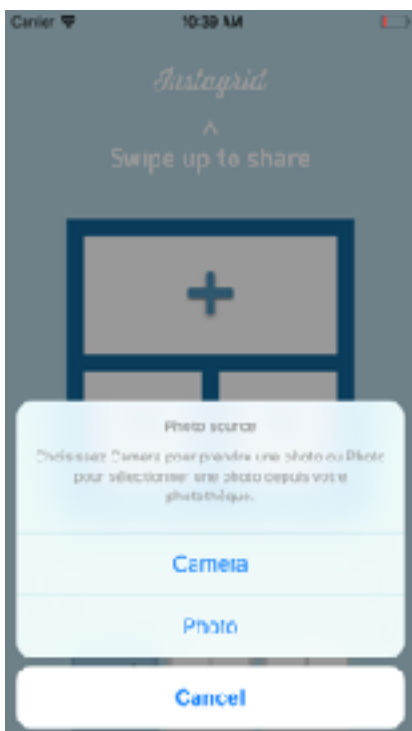 Carrier
10:39 AM
Instagrid
^
Swipe up to share
+
Photo source
Choisissez Camera pour prendre une photo ou Photo
pour sélectionner une photo depuis votre
photothèque.
Camera
Photo
Cancel